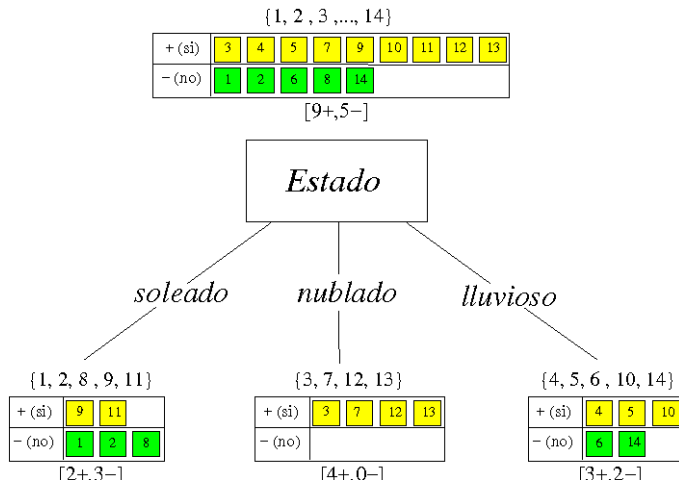 {1, 2 , 3 ,..., 14}
+ (si) 3 4 5 7 9 10 11 12 13
− (no) 1 2 6 8 14
[9+,5−]
Estado
soleado nublado lluvioso
{1, 2, 8 , 9, 11} {3, 7, 12, 13} {4, 5, 6 , 10, 14}
+ (si) 9 11 + (si) 3 7 12 13 + (si) 4 5 10
− (no) 1 2 8 − (no) − (no) 6 14
[2+,3−] [4+,0−] [3+,2−]